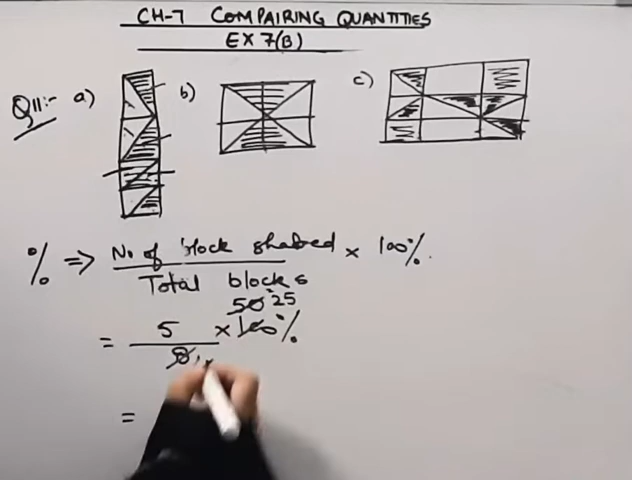 CH-7 COMPAIRING QUANTITIES
EX 7(B)
Q11:- a) b) c)
% => No of block shaded × 100%.
Total blocks
50 25
= 5 × 100%
8
=